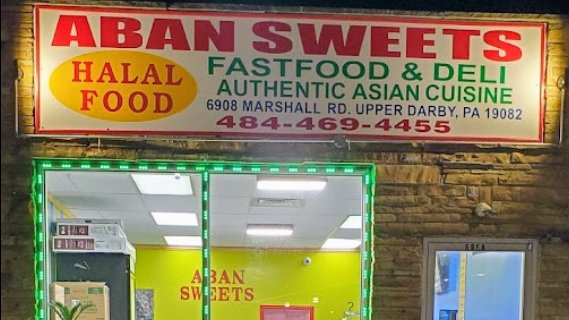 ABAN SWEETS
HALAL FOOD
FASTFOOD & DELI
AUTHENTIC ASIAN CUISINE
6908 MARSHALL RD. UPPER DARBY, PA 19082
484-469-4455
ABAN
SWEETS